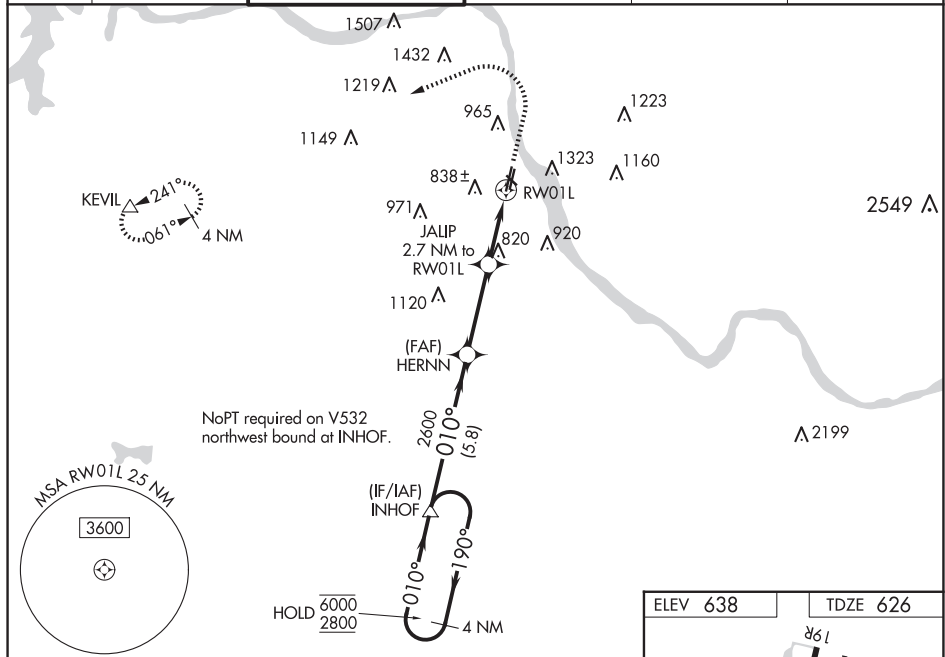 1507
1432
1219
965
1223
1149
1323
1160
838±
KEVIL
241°
061°
4 NM
RW01L
2549
971
JALIP
2.7 NM to
RW01L
820
920
1120
(FAF)
HERNN
NoPT required on V532
northwest bound at INHOF.
2600
010°
(5.8)
2199
MSA RW01L 25 NM
3600
(IF/IAF)
INHOF
010°
190°
HOLD
6000
2800
4 NM
ELEV 638
TDZE 626
19R